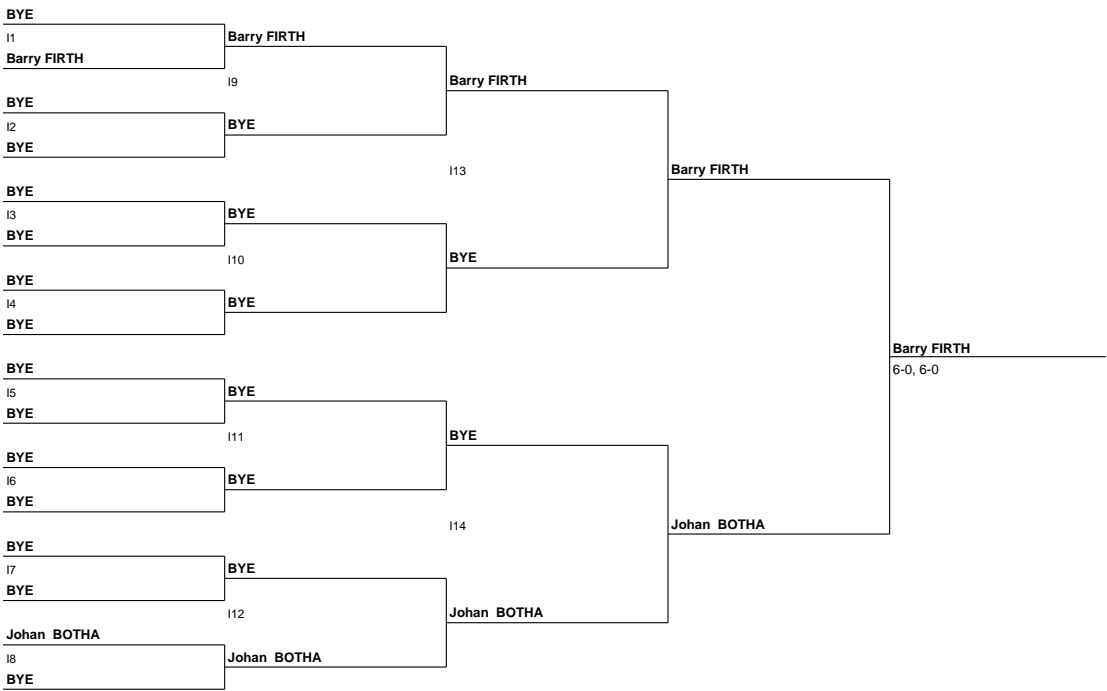 BYE
I1
Barry FIRTH
BYE
I2
BYE
BYE
I3
BYE
BYE
I4
BYE
BYE
I5
BYE
BYE
I6
BYE
BYE
I7
BYE
Johan BOTHA
I8
BYE
Barry FIRTH
I9
BYE
BYE
I10
BYE
BYE
I11
BYE
BYE
I12
Johan BOTHA
Barry FIRTH
I13
BYE
BYE
I14
Johan BOTHA
Barry FIRTH
Johan BOTHA
Barry FIRTH
6-0, 6-0